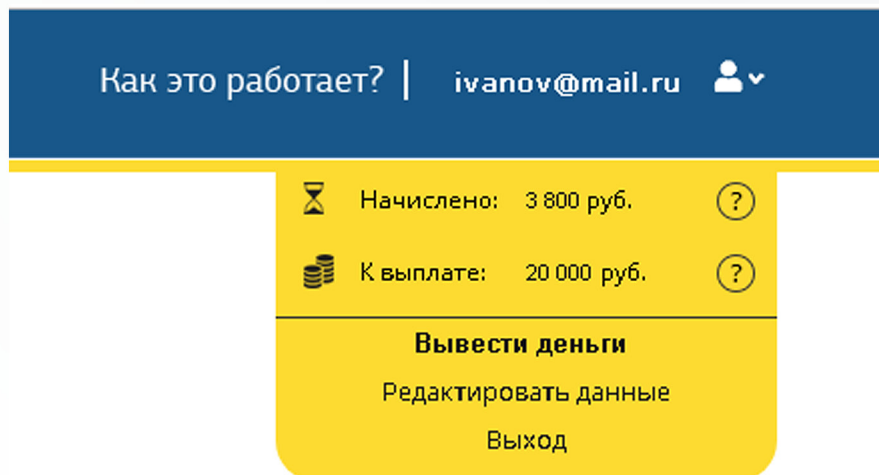 Как это работает? | ivanov@mail.ru
Начислено: 3 800 руб. ?
К выплате: 20 000 руб. ?
Вывести деньги
Редактировать данные
Выход